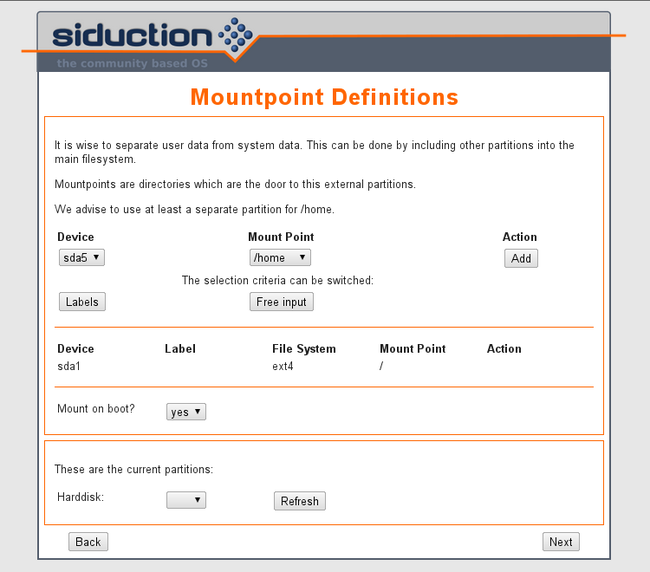 siduction
the community based OS
Mountpoint Definitions
It is wise to separate user data from system data. This can be done by including other partitions into the
main filesystem.
Mountpoints are directories which are the door to this external partitions.
We advise to use at least a separate partition for /home.
Device Mount Point Action
sda5 /home Add
The selection criteria can be switched:
Labels Free input
Device Label File System Mount Point Action
sda1 ext4 /
Mount on boot? yes
These are the current partitions:
Harddisk: Refresh
Back Next